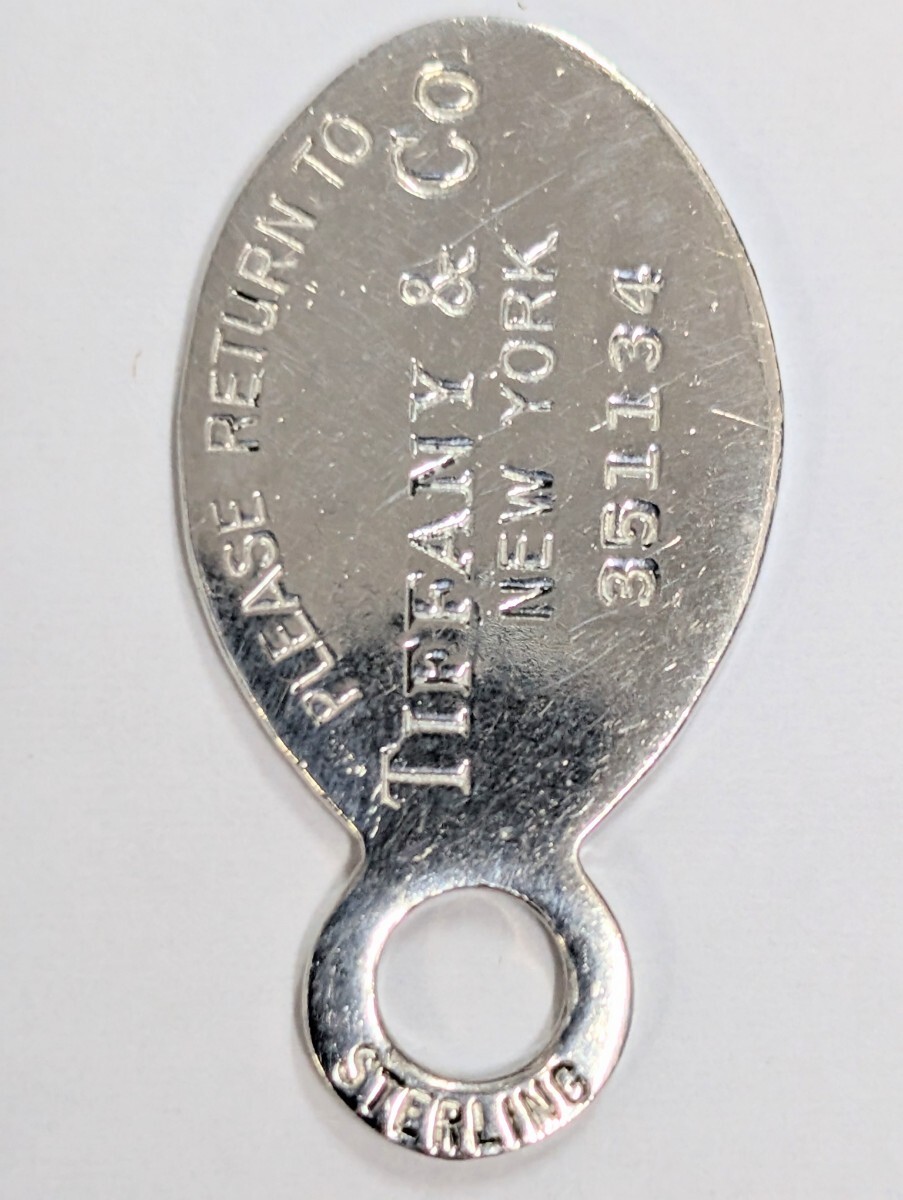 PLEASE RETURN TO
TIFFANY & Co.
NEW YORK
351134
STERLING